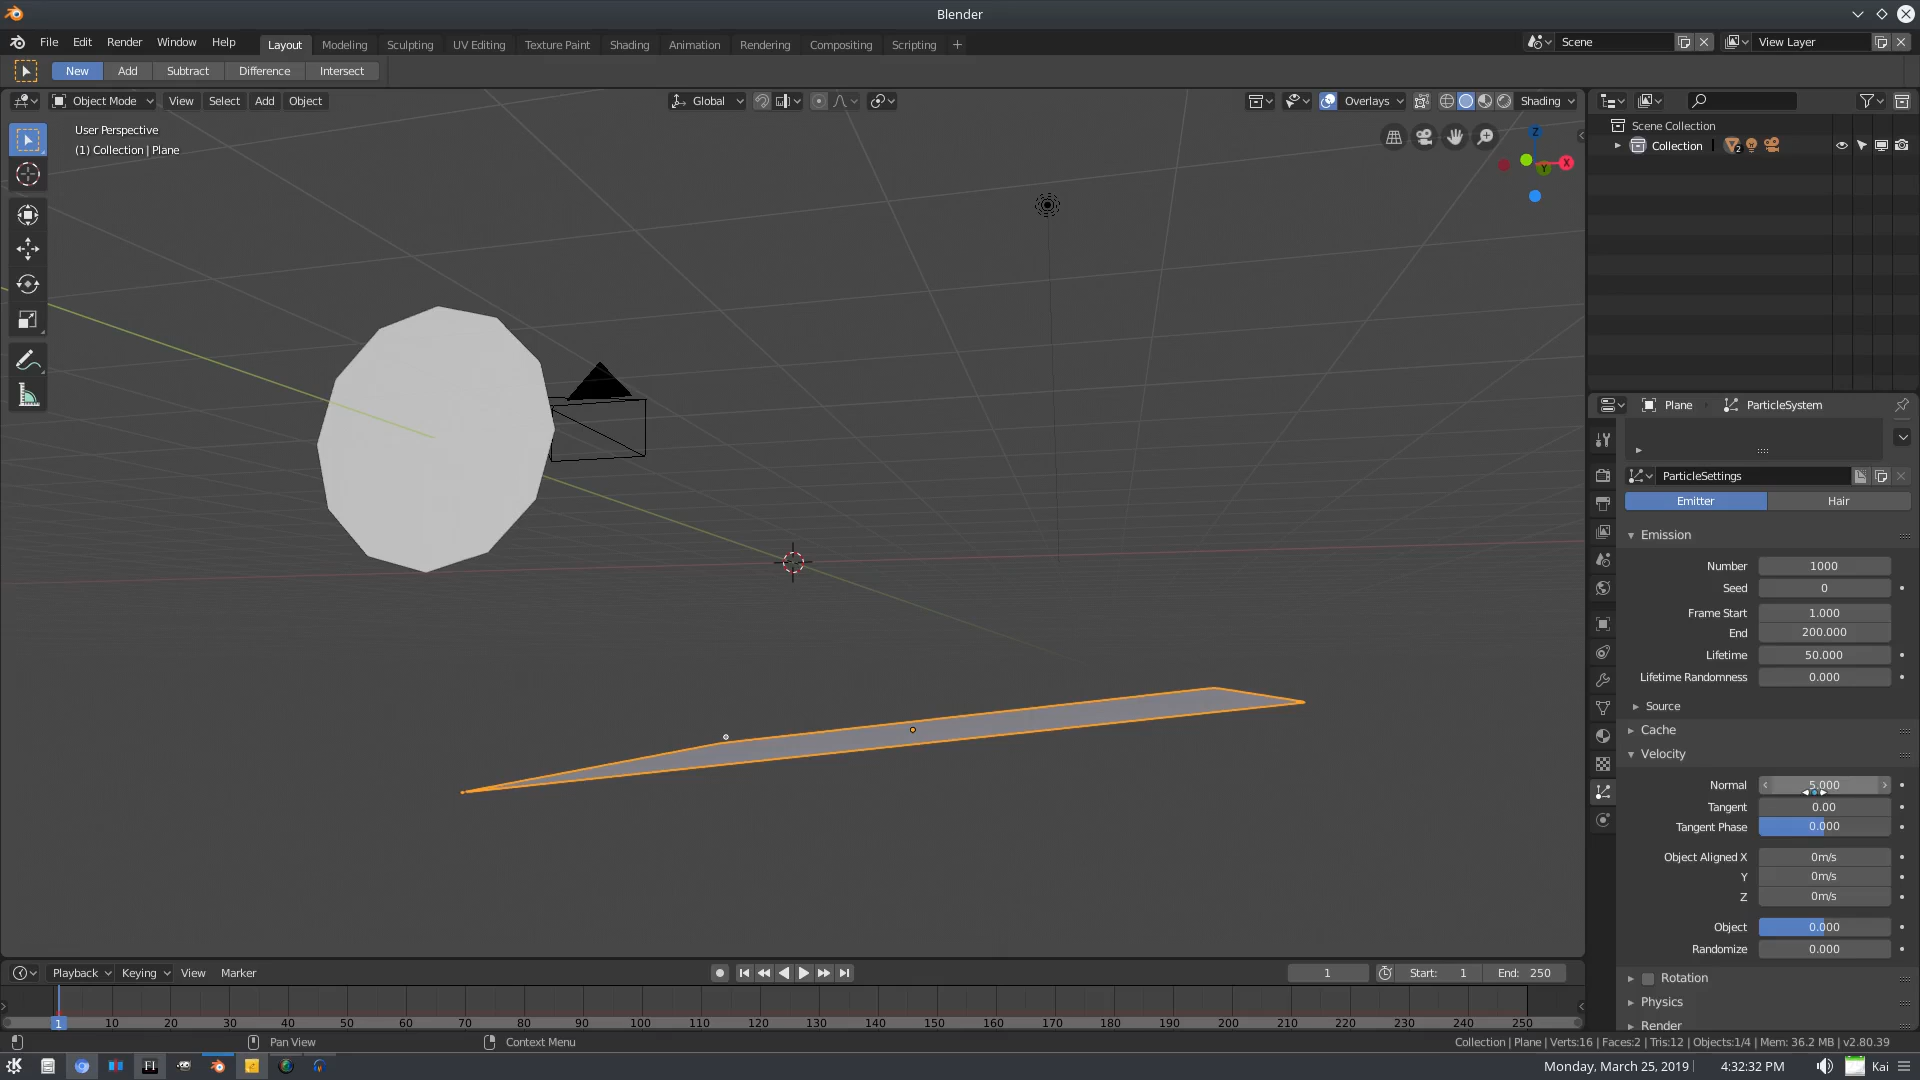 Blender
File Edit Render Window Help Layout Modeling Sculpting UV Editing Texture Paint Shading Animation Rendering Compositing Scripting + Scene View Layer
New Add Subtract Difference Intersect
Object Mode View Select Add Object Global Overlays Shading
User Perspective
(1) Collection | Plane
Z
X
Y
Scene Collection
Collection 2
Plane ParticleSystem
ParticleSettings
Emitter Hair
Emission
Number 1000
Seed 0
Frame Start 1.000
End 200.000
Lifetime 50.000
Lifetime Randomness 0.000
Source
Cache
Velocity
Normal 5.000
Tangent 0.00
Tangent Phase 0.000
Object Aligned X 0m/s
Y 0m/s
Z 0m/s
Object 0.000
Randomize 0.000
Rotation
Physics
Render
Playback Keying View Marker 1 Start: 1 End: 250
1 10 20 30 40 50 60 70 80 90 100 110 120 130 140 150 160 170 180 190 200 210 220 230 240 250
Pan View Context Menu Collection | Plane | Verts:16 | Faces:2 | Tris:12 | Objects:1/4 | Mem: 36.2 MB | v2.80.39
FI Monday, March 25, 2019 4:32:32 PM Kai